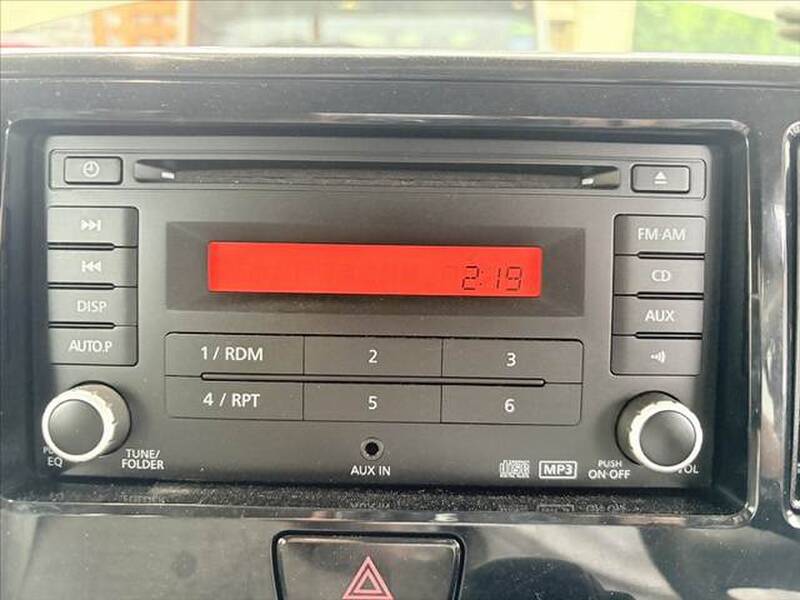 FM·AM
2:19
CD
DISP
AUX
AUTO.P
1 / RDM
2
3
4 / RPT
5
6
EQ
TUNE/
FOLDER
AUX IN
MP3
PUSH
ON·OFF
VOL